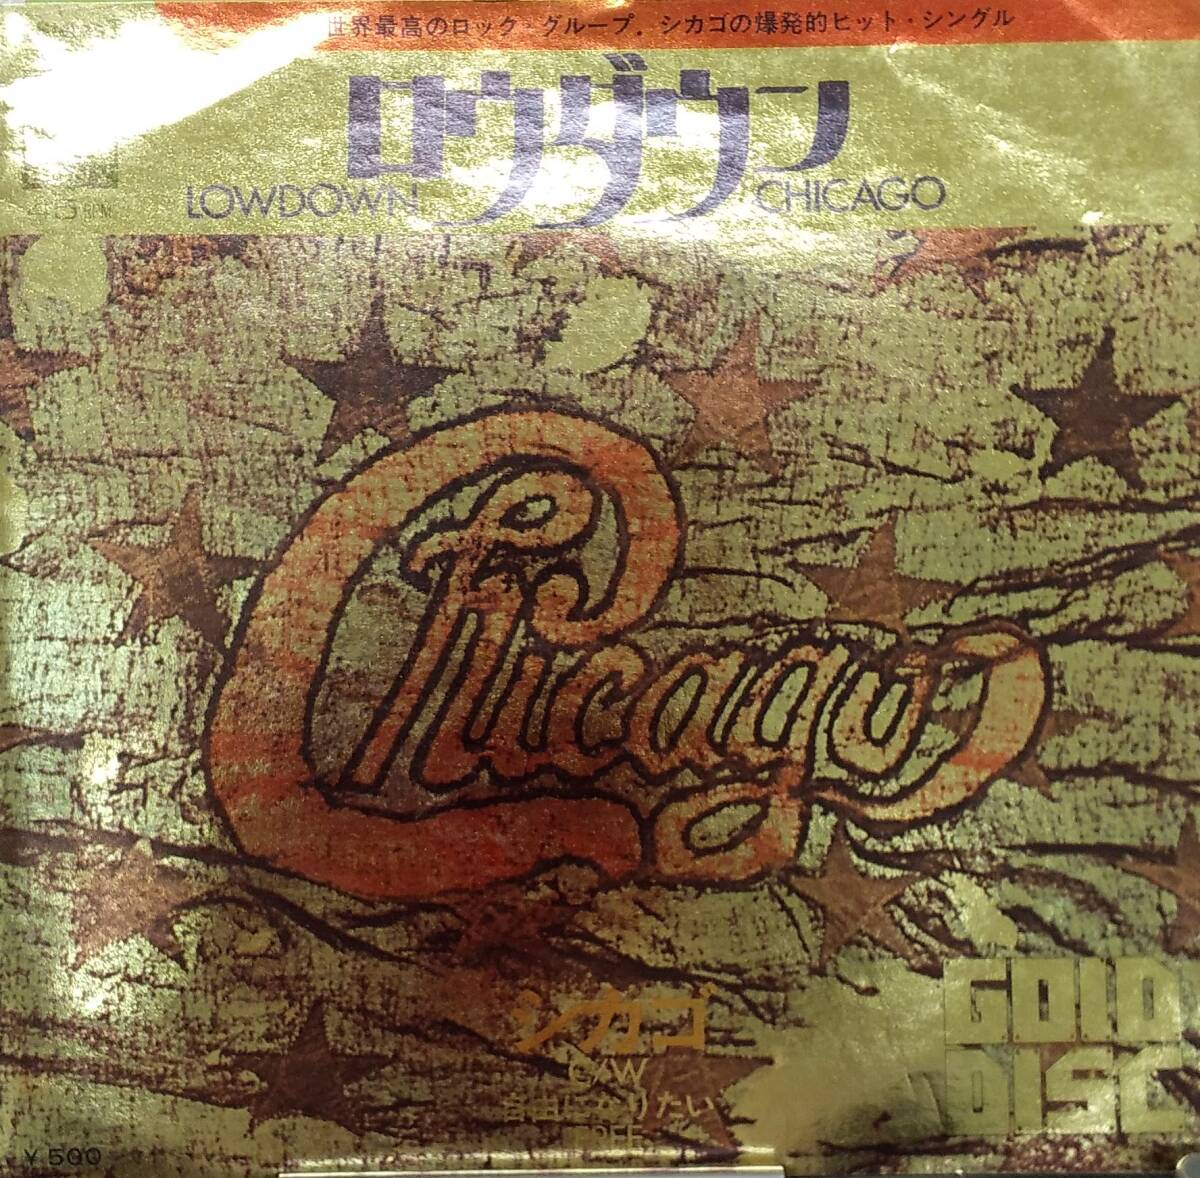 世界最高のロック・グループ．シカゴの爆発的ヒット・シングル
ロウダウン
LOWDOWN CHICAGO
45 RPM
Chicago
シカゴ
C/W
自由になりたい
FREE
GOLD
DISC
¥500